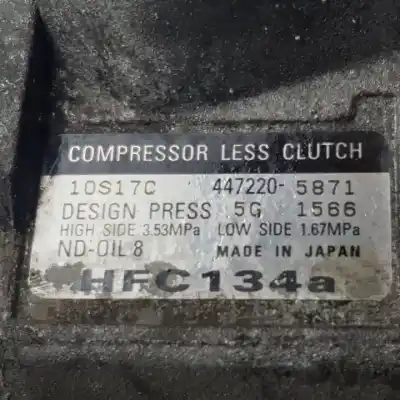 COMPRESSOR LESS CLUTCH
10S17C 447220-5871
DESIGN PRESS 5G 1566
HIGH SIDE 3.53MPa LOW SIDE 1.67MPa
ND-OIL 8 MADE IN JAPAN
HFC134a